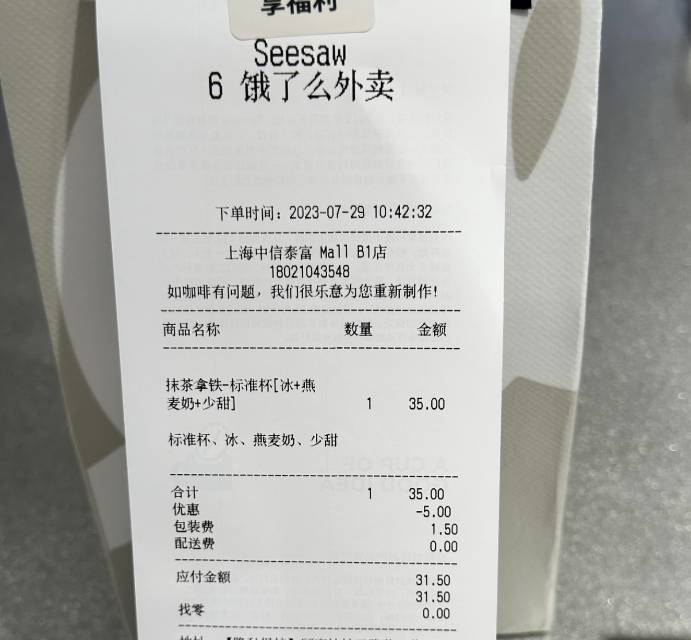 享福利
Seesaw
6 饿了么外卖
下单时间：2023-07-29 10:42:32
上海中信泰富 Mall B1店
18021043548
如咖啡有问题，我们很乐意为您重新制作！
商品名称 数量 金额
抹茶拿铁-标准杯[冰+燕
麦奶+少甜] 1 35.00
标准杯、冰、燕麦奶、少甜
合计 1 35.00
优惠 -5.00
包装费 1.50
配送费 0.00
应付金额 31.50
31.50
找零 0.00